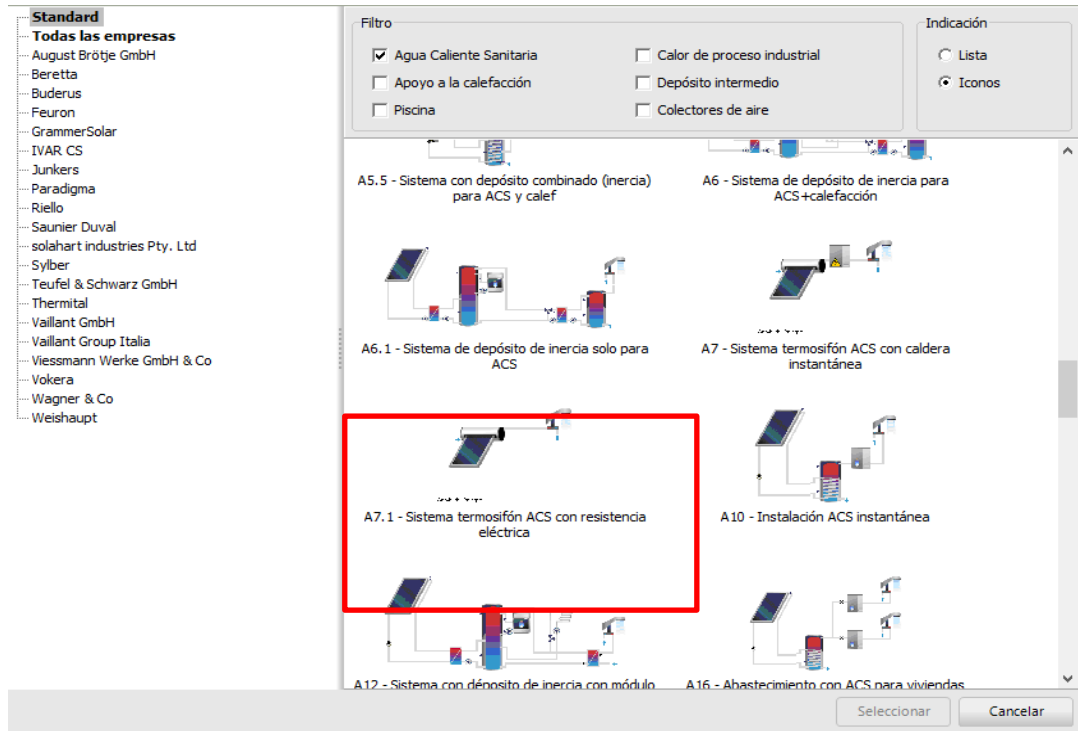 Standard
Todas las empresas
August Brötje GmbH
Beretta
Buderus
Feuron
GrammerSolar
IVAR CS
Junkers
Paradigma
Riello
Saunier Duval
solahart industries Pty. Ltd
Sylber
Teufel & Schwarz GmbH
Thermital
Vaillant GmbH
Vaillant Group Italia
Viessmann Werke GmbH & Co
Vokera
Wagner & Co
Weishaupt
Filtro
Agua Caliente Sanitaria
Calor de proceso industrial
Apoyo a la calefacción
Depósito intermedio
Piscina
Colectores de aire
Indicación
Lista
Iconos
A5.5 - Sistema con depósito combinado (inercia)
para ACS y calef
A6 - Sistema de depósito de inercia para
ACS+calefacción
A6.1 - Sistema de depósito de inercia solo para
ACS
A7 - Sistema termosifón ACS con caldera
instantánea
A7.1 - Sistema termosifón ACS con resistencia
eléctrica
A10 - Instalación ACS instantánea
A12 - Sistema con déposito de inercia con módulo
A16 - Abastecimiento con ACS para viviendas
Seleccionar
Cancelar